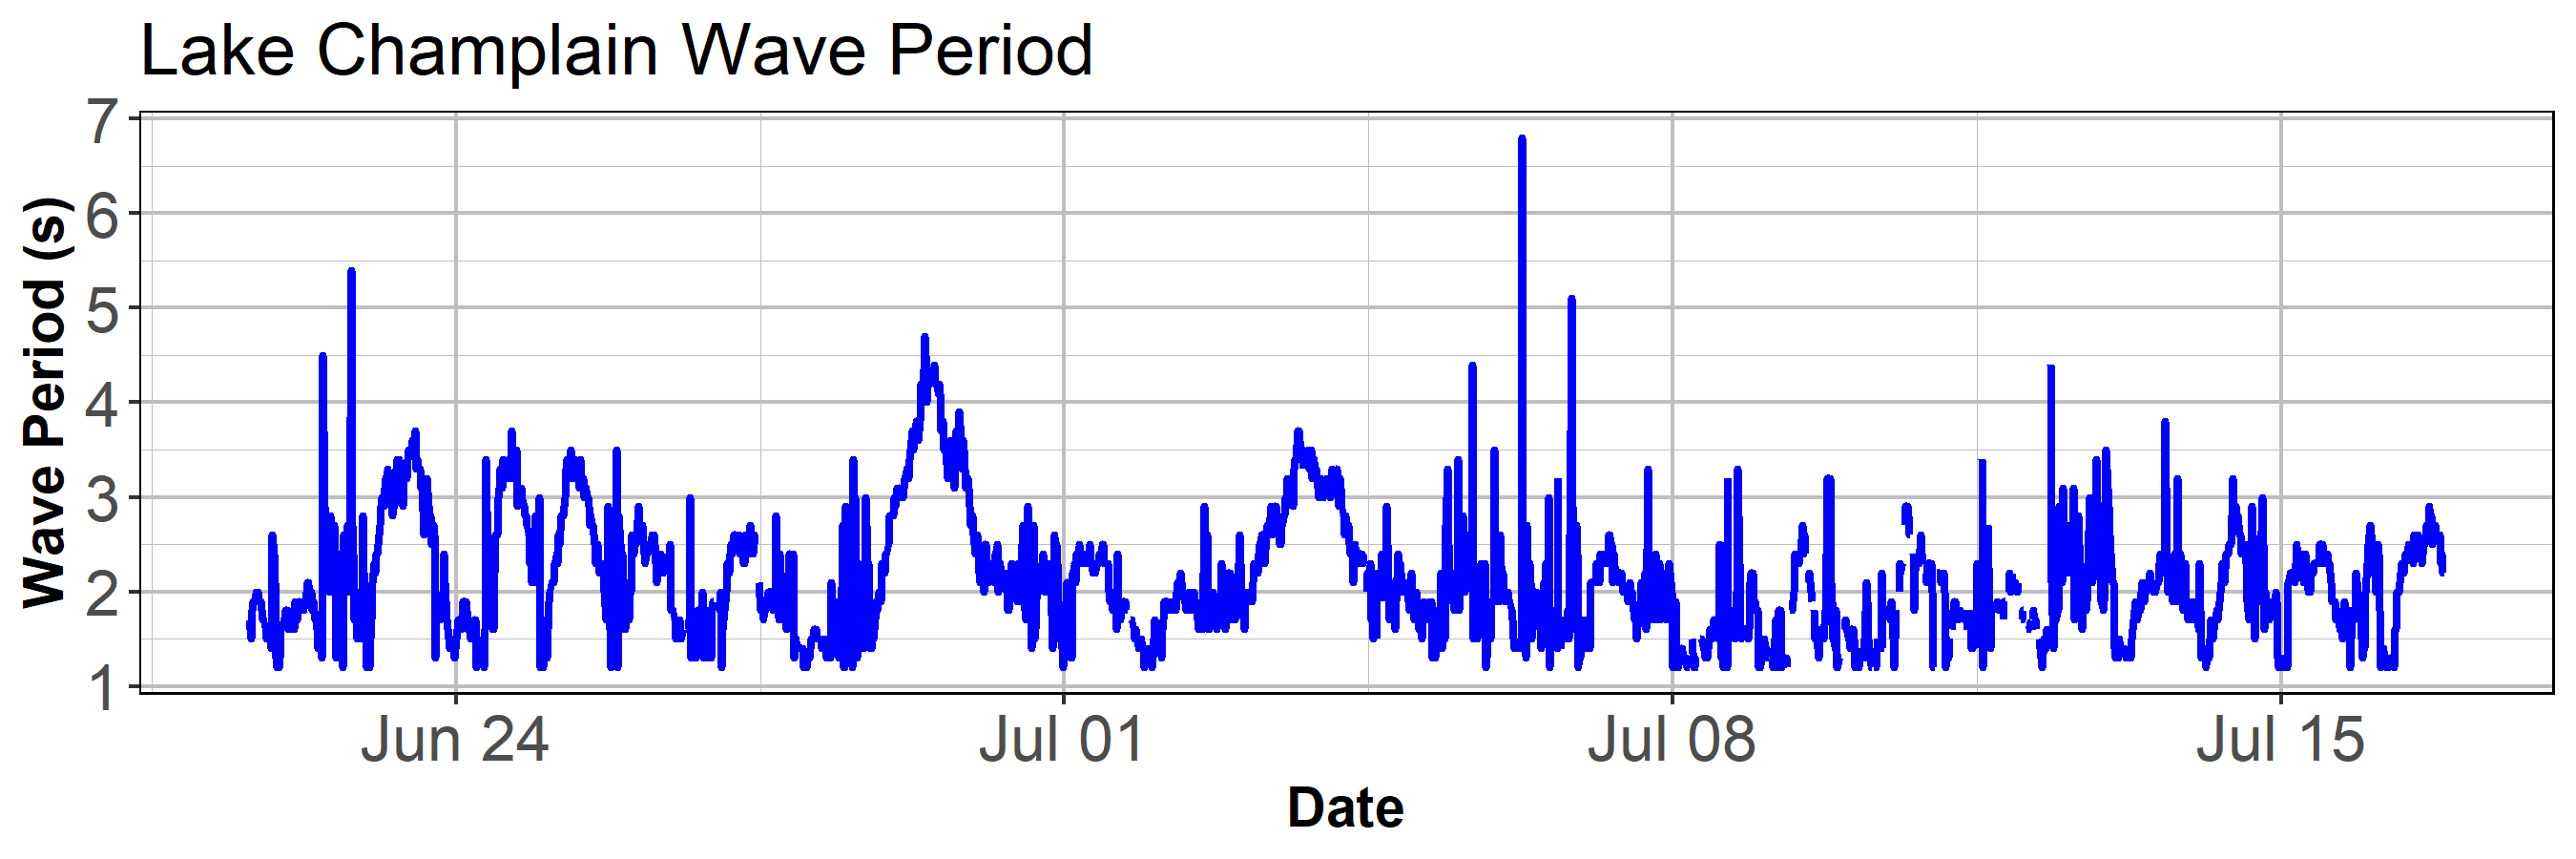 Lake Champlain Wave Period
Wave Period (s)
7
6
5
4
3
2
1
Jun 24
Jul 01
Jul 08
Jul 15
Date